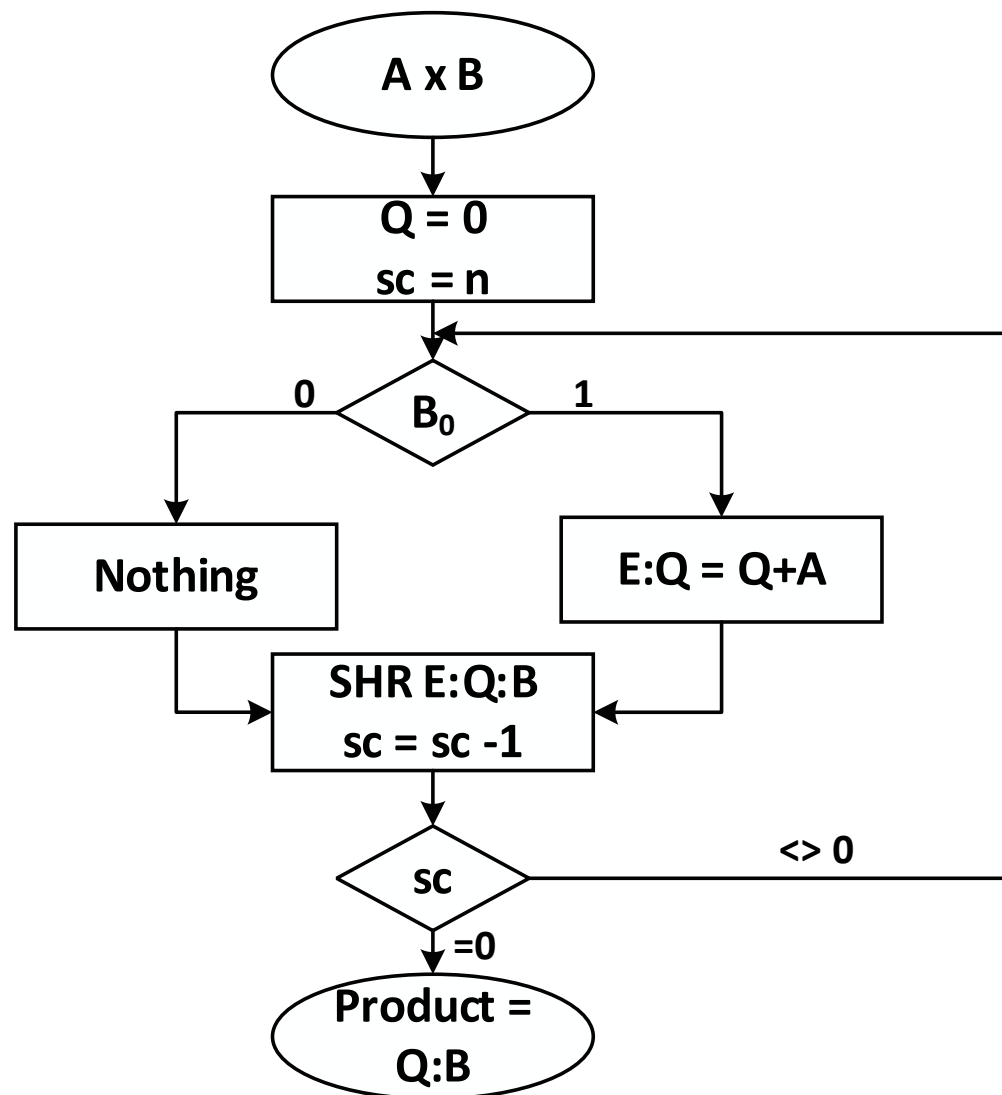 A x B
Q = 0
sc = n
0
1
B₀
Nothing
E:Q = Q+A
SHR E:Q:B
sc = sc -1
<> 0
sc
=0
Product =
Q:B